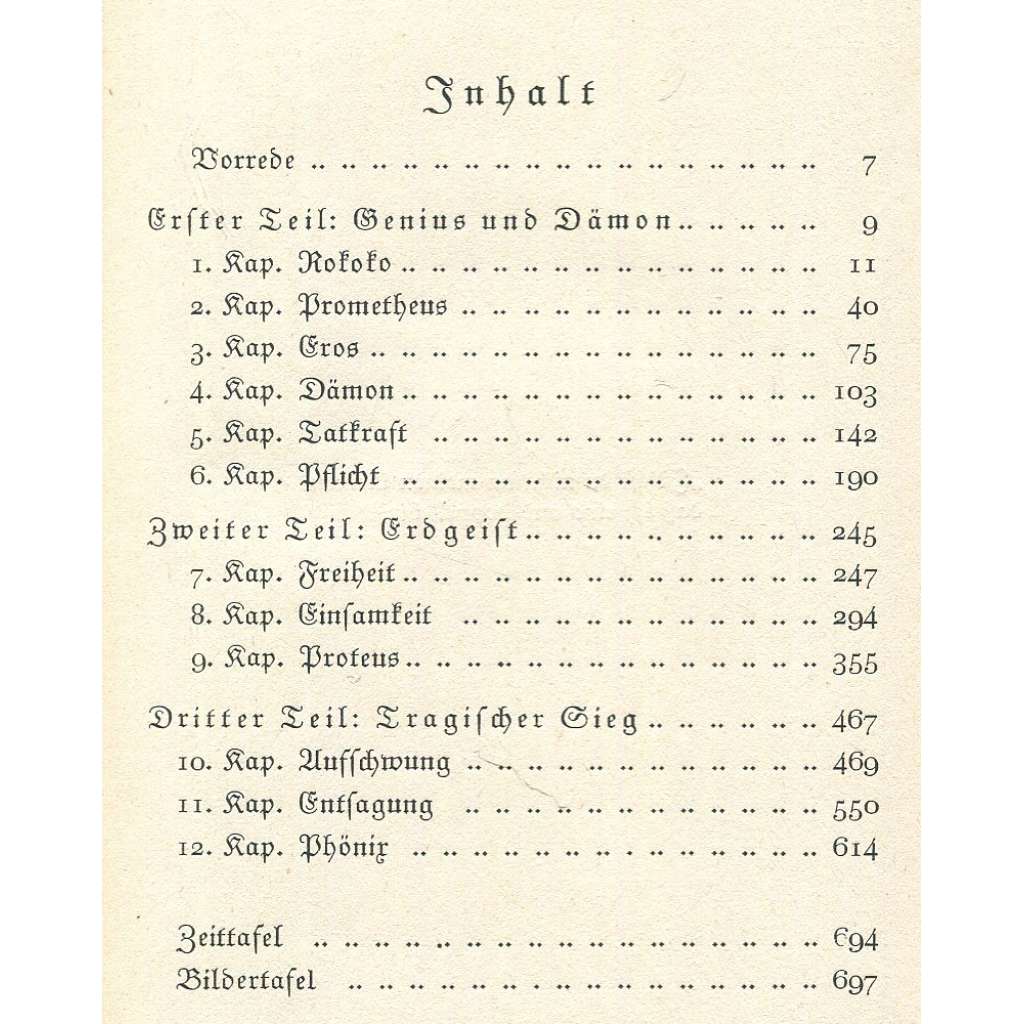 Inhalt
Vorrede .. .. .. .. .. .. .. .. .. .. .. .. .. .. .. .. .. 7
Erſter Teil: Genius und Dämon .. .. .. .. .. 9
1. Kap. Rokoko .. .. .. .. .. .. .. .. .. .. .. .. .. .. 11
2. Kap. Prometheus .. .. .. .. .. .. .. .. .. .. .. .. 40
3. Kap. Eros .. .. .. .. .. .. .. .. .. .. .. .. .. .. .. 75
4. Kap. Dämon .. .. .. .. .. .. .. .. .. .. .. .. .. .. 103
5. Kap. Tatkraft .. .. .. .. .. .. .. .. .. .. .. .. .. 142
6. Kap. Pflicht .. .. .. .. .. .. .. .. .. .. .. .. .. .. 190
Zweiter Teil: Erdgeiſt .. .. .. .. .. .. .. .. .. .. 245
7. Kap. Freiheit .. .. .. .. .. .. .. .. .. .. .. .. .. .. 247
8. Kap. Einſamkeit .. .. .. .. .. .. .. .. .. .. .. .. 294
9. Kap. Proteus .. .. .. .. .. .. .. .. .. .. .. .. .. .. 355
Dritter Teil: Tragiſcher Sieg .. .. .. .. .. .. 467
10. Kap. Aufſchwung .. .. .. .. .. .. .. .. .. .. .. .. 469
11. Kap. Entſagung .. .. .. .. .. .. .. .. .. .. .. .. 550
12. Kap. Phönix .. .. .. .. .. .. .. . .. .. .. .. .. .. 614
Zeittafel .. .. .. .. .. .. .. .. .. .. .. .. .. .. .. .. .. 694
Bildertafel .. .. .. .. .. .. . .. .. .. .. .. .. .. .. .. 697